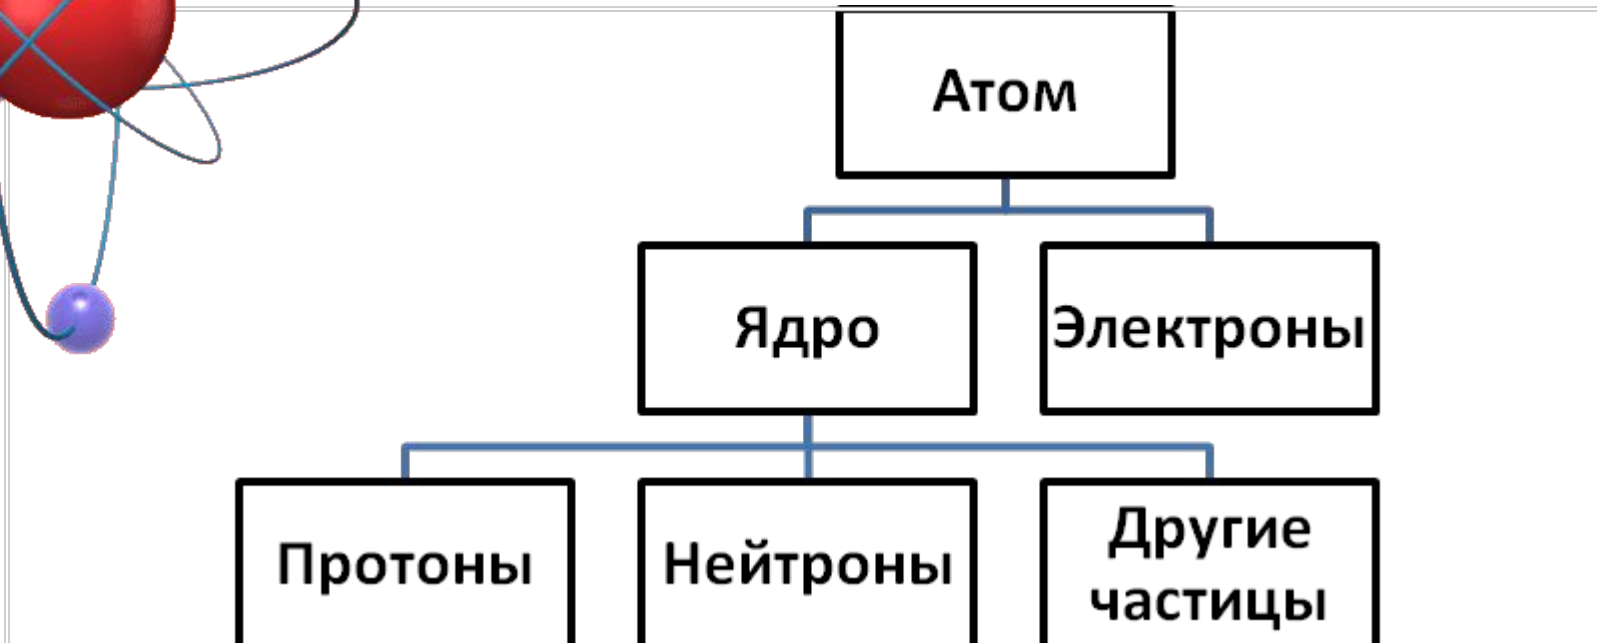 Атом
Ядро
Электроны
Протоны
Нейтроны
Другие
частицы